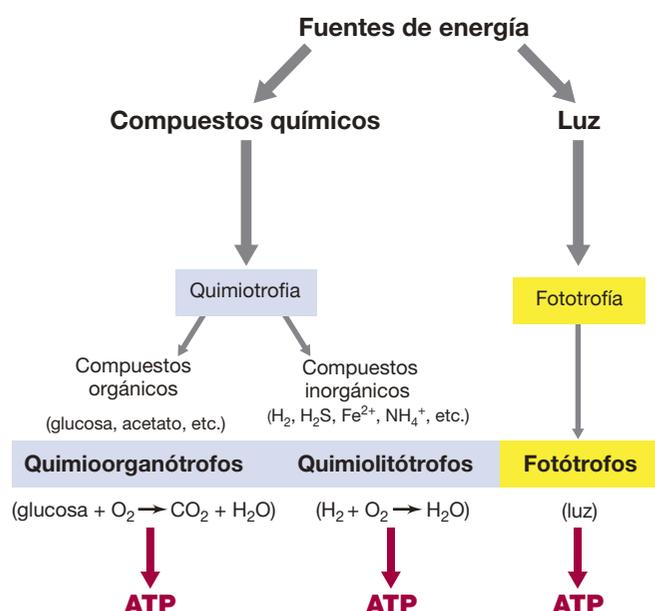 Fuentes de energía
Compuestos químicos
Luz
Quimiotrofia
Fototrofía
Compuestos
orgánicos
(glucosa, acetato, etc.)
Compuestos
inorgánicos
(H₂, H₂S, Fe²⁺, NH₄⁺, etc.)
Quimioorganótrofos
Quimiolitótrofos
Fotótrofos
(glucosa + O₂ → CO₂ + H₂O)
(H₂ + O₂ → H₂O)
(luz)
ATP
ATP
ATP